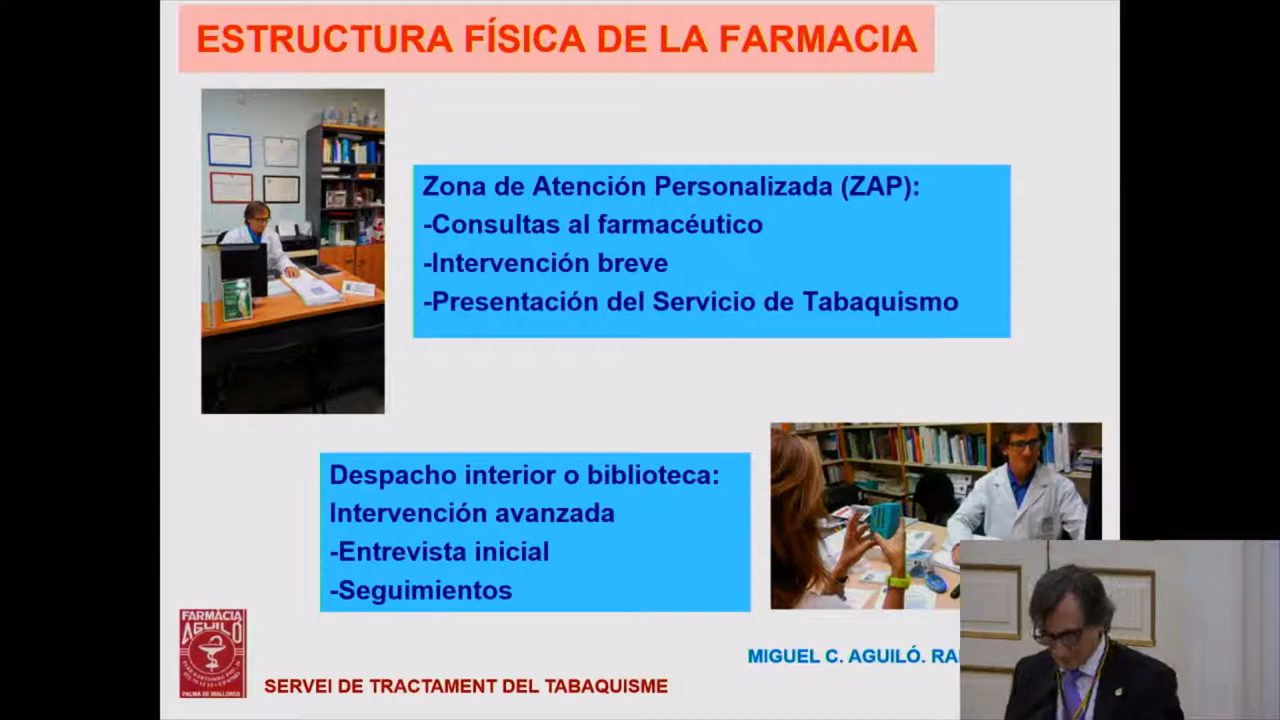 ESTRUCTURA FÍSICA DE LA FARMACIA
Zona de Atención Personalizada (ZAP):
-Consultas al farmacéutico
-Intervención breve
-Presentación del Servicio de Tabaquismo
Despacho interior o biblioteca:
Intervención avanzada
-Entrevista inicial
-Seguimientos
FARMÀCIA
AGUILÓ
PALMA DE MALLORCA
MIGUEL C. AGUILÓ. RA
SERVEI DE TRACTAMENT DEL TABAQUISME